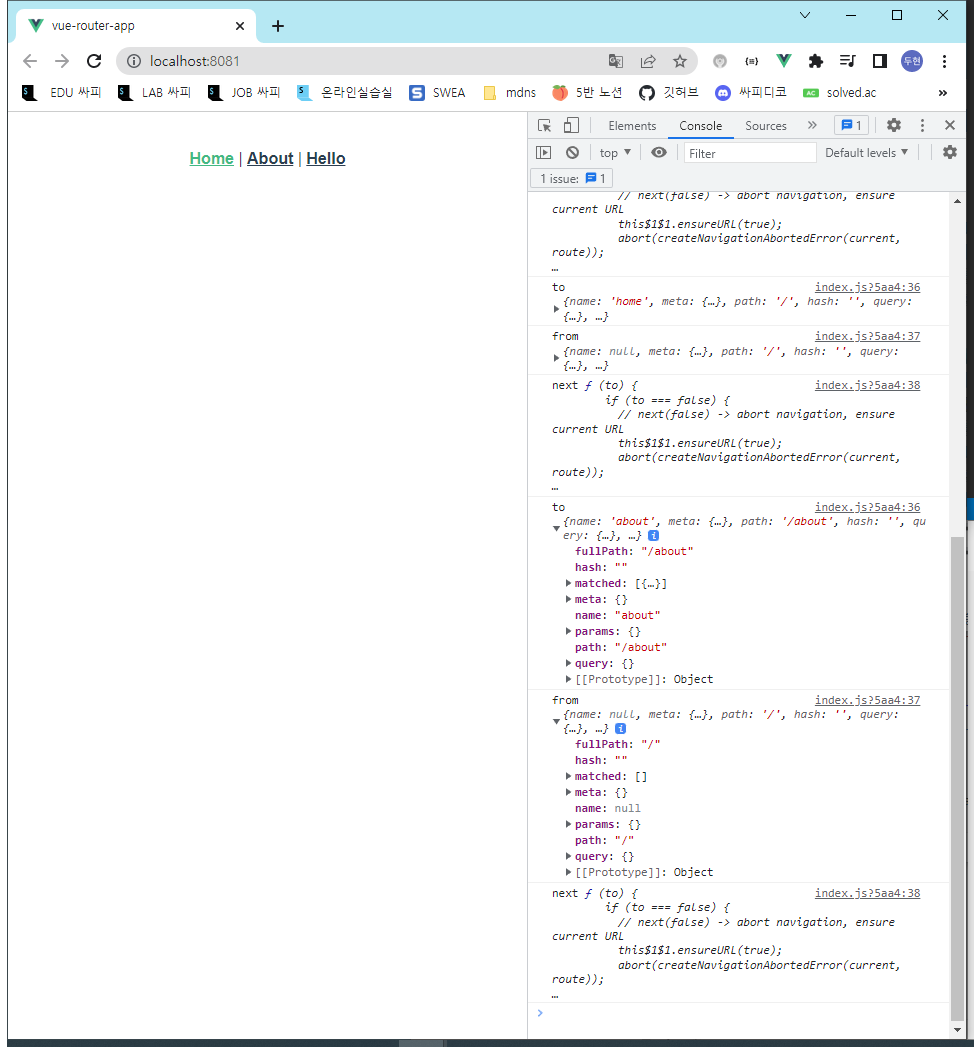 vue-router-app
localhost:8081
두현
EDU 싸피 LAB 싸피 JOB 싸피 온라인실습실 SWEA mdns 5반 노션 깃허브 싸피디코 AC solved.ac »
Elements Console Sources » 1
top ▼ Filter Default levels ▼
1 issue: 1
Home | About | Hello
// next(false) -> abort navigation, ensure
current URL
this$1$1.ensureURL(true);
abort(createNavigationAbortedError(current,
route));
…
to index.js?5aa4:36
{name: 'home', meta: {…}, path: '/', hash: '', query:
{…}, …}
from index.js?5aa4:37
{name: null, meta: {…}, path: '/', hash: '', query:
{…}, …}
next ƒ (to) { index.js?5aa4:38
if (to === false) {
// next(false) -> abort navigation, ensure
current URL
this$1$1.ensureURL(true);
abort(createNavigationAbortedError(current,
route));
…
to index.js?5aa4:36
{name: 'about', meta: {…}, path: '/about', hash: '', qu
ery: {…}, …} i
fullPath: "/about"
hash: ""
matched: [{…}]
meta: {}
name: "about"
params: {}
path: "/about"
query: {}
[[Prototype]]: Object
from index.js?5aa4:37
{name: null, meta: {…}, path: '/', hash: '', query:
{…}, …} i
fullPath: "/"
hash: ""
matched: []
meta: {}
name: null
params: {}
path: "/"
query: {}
[[Prototype]]: Object
next ƒ (to) { index.js?5aa4:38
if (to === false) {
// next(false) -> abort navigation, ensure
current URL
this$1$1.ensureURL(true);
abort(createNavigationAbortedError(current,
route));
…